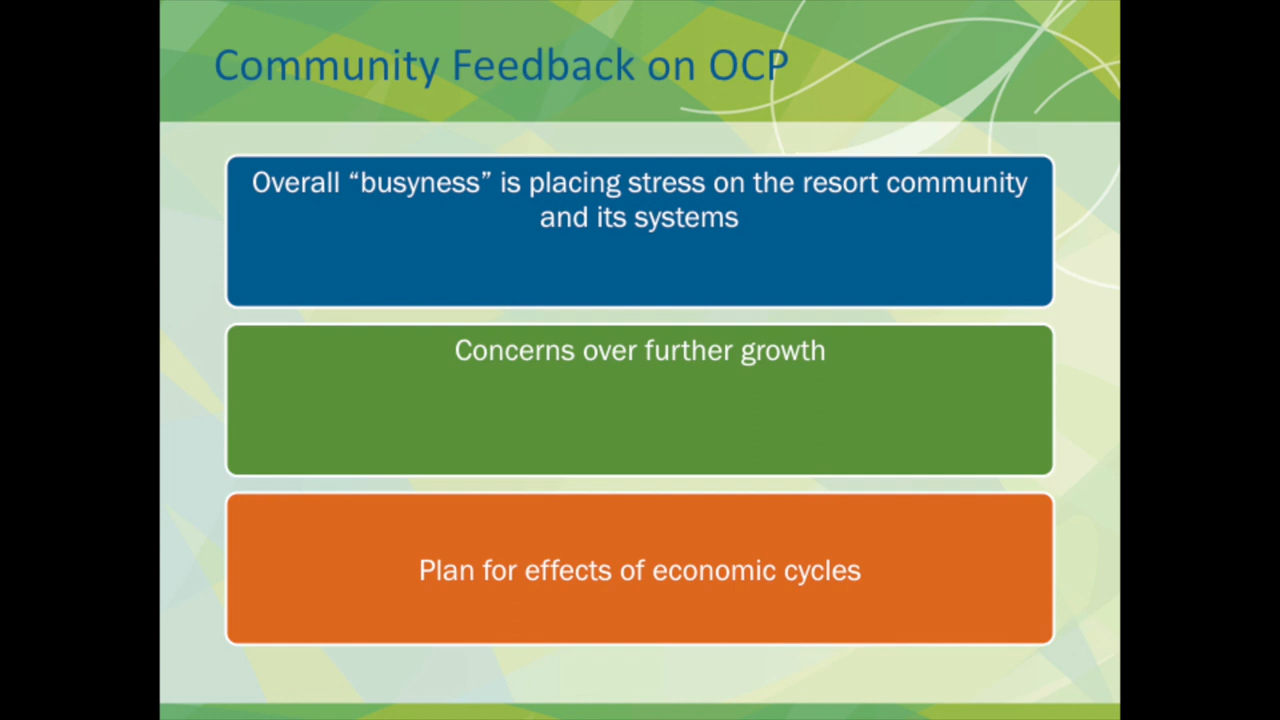 Community Feedback on OCP
Overall “busyness” is placing stress on the resort community
and its systems
Concerns over further growth
Plan for effects of economic cycles